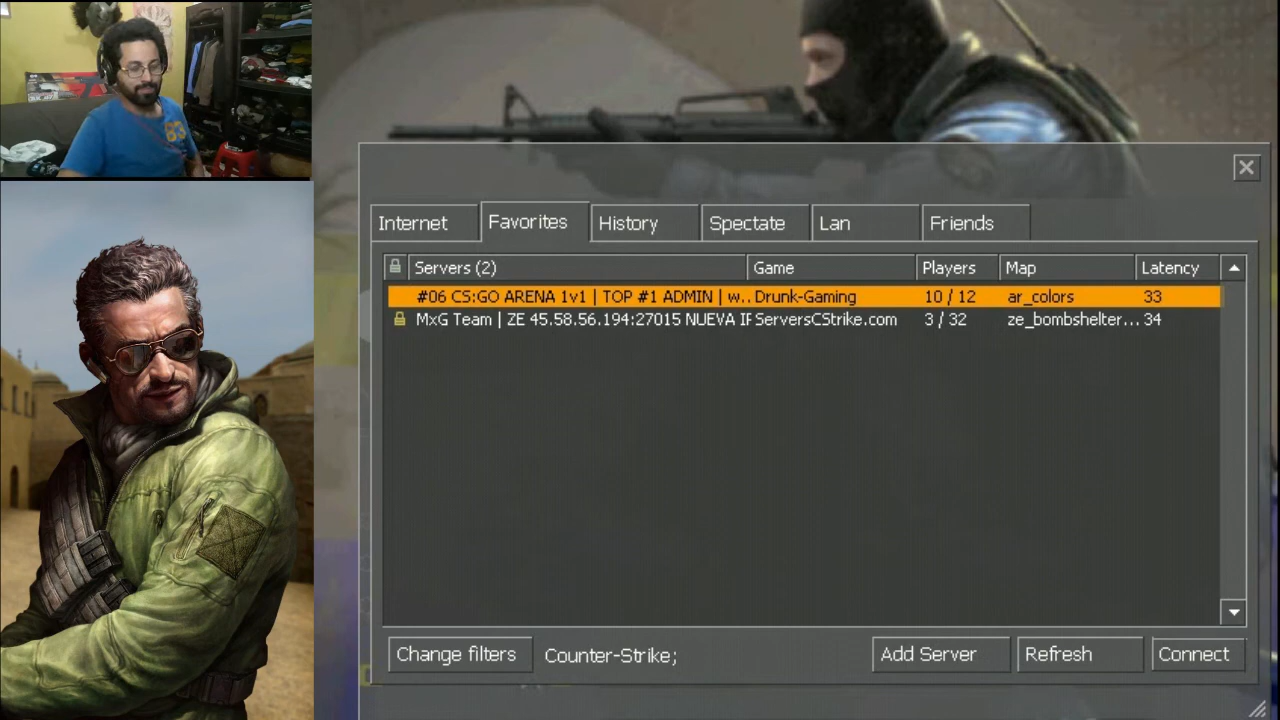 Internet
Favorites
History
Spectate
Lan
Friends
Servers (2) Game Players Map Latency
#06 CS:GO ARENA 1v1 | TOP #1 ADMIN | w.. Drunk-Gaming 10 / 12 ar_colors 33
MxG Team | ZE 45.58.56.194:27015 NUEVA IF ServersCStrike.com 3 / 32 ze_bombshelter... 34
Change filters
Counter-Strike;
Add Server
Refresh
Connect